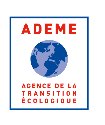 ADEME
AGENCE DE LA
TRANSITION
ÉCOLOGIQUE